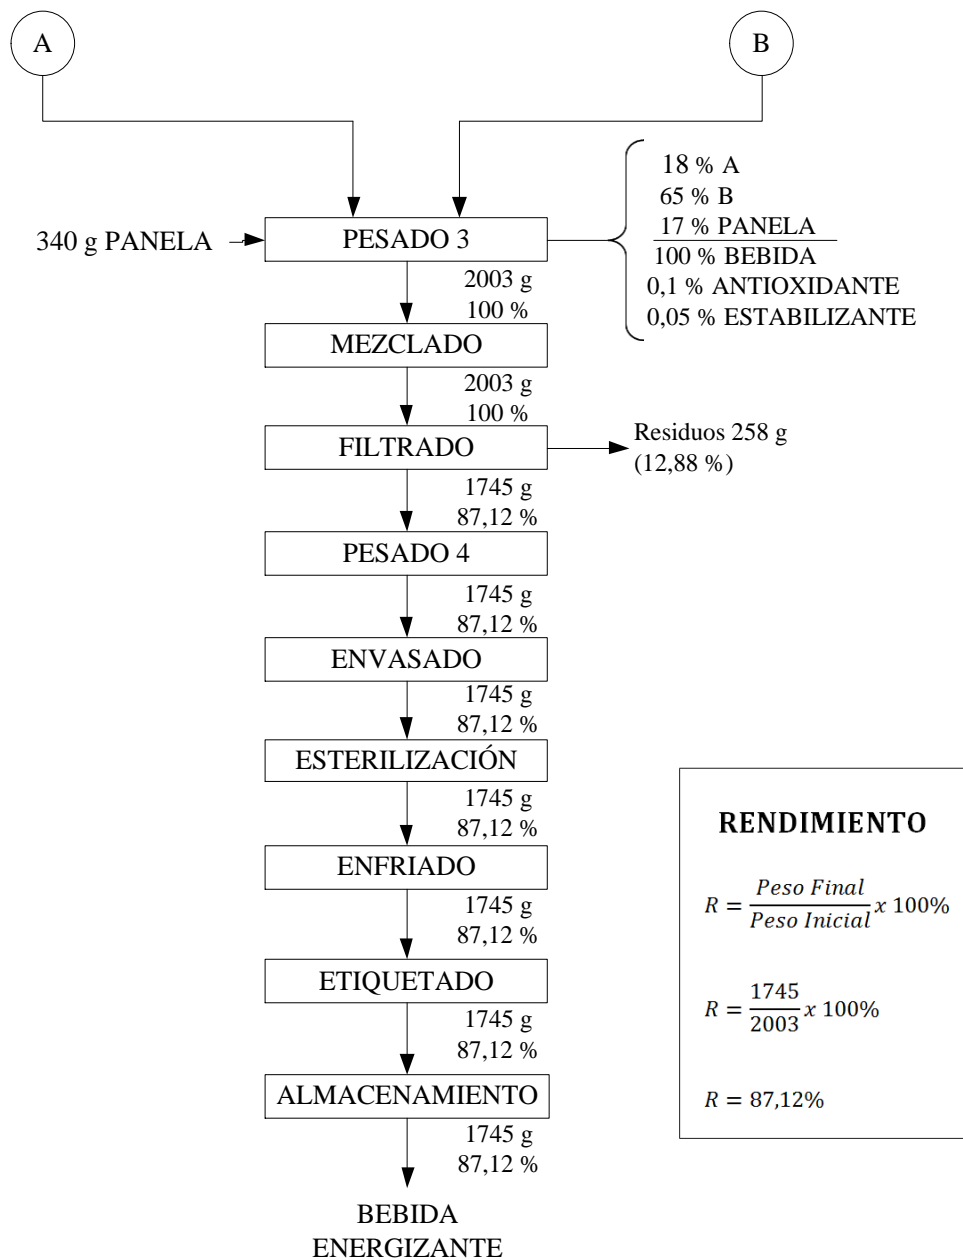 A
B
18 % A
65 % B
17 % PANELA
100 % BEBIDA
0,1 % ANTIOXIDANTE
0,05 % ESTABILIZANTE
340 g PANELA
PESADO 3
2003 g
100 %
MEZCLADO
2003 g
100 %
FILTRADO
Residuos 258 g
(12,88 %)
1745 g
87,12 %
PESADO 4
1745 g
87,12 %
ENVASADO
1745 g
87,12 %
ESTERILIZACIÓN
1745 g
87,12 %
ENFRIADO
1745 g
87,12 %
ETIQUETADO
1745 g
87,12 %
ALMACENAMIENTO
1745 g
87,12 %
BEBIDA
ENERGIZANTE
RENDIMIENTO
R = Peso Final / Peso Inicial x 100%
R = 1745 / 2003 x 100%
R = 87,12%